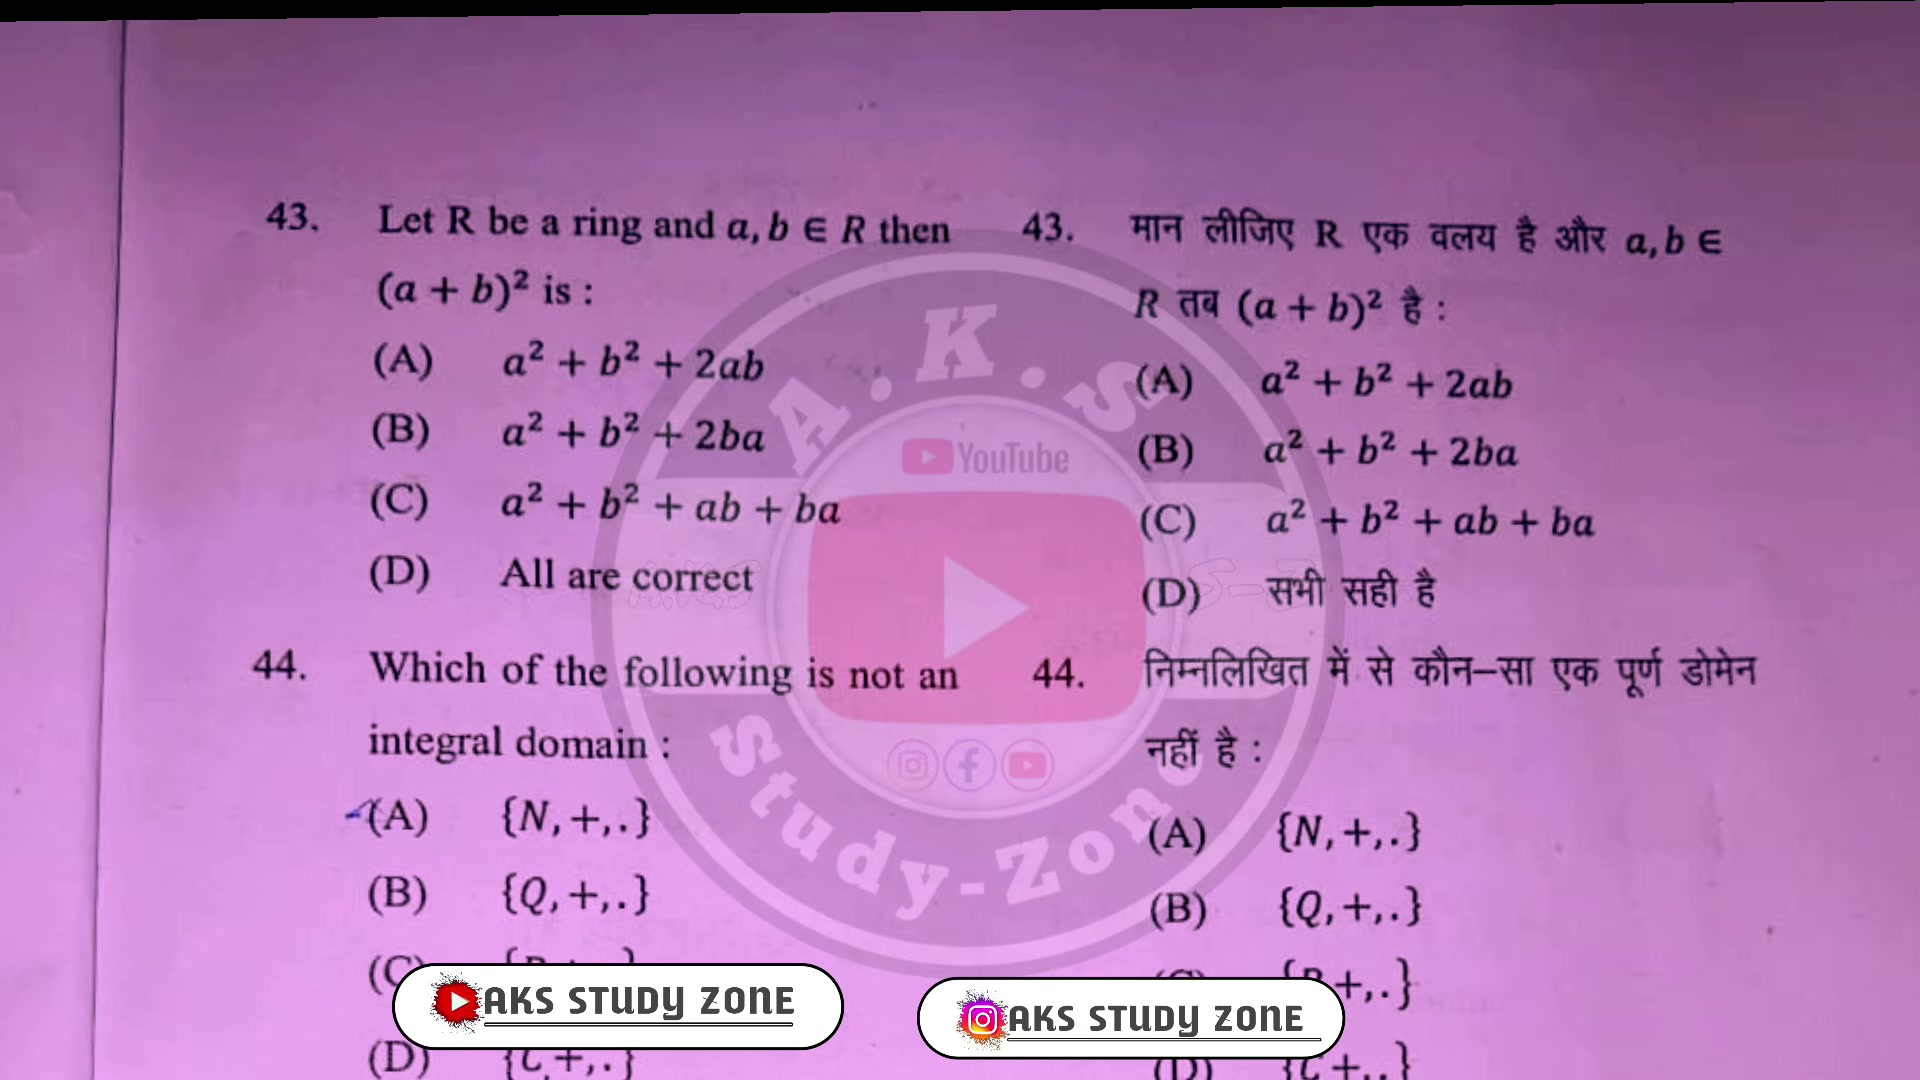 43. Let R be a ring and a, b ∈ R then
(a + b)² is :
(A) a² + b² + 2ab
(B) a² + b² + 2ba
(C) a² + b² + ab + ba
(D) All are correct
44. Which of the following is not an
integral domain :
(A) {N, +, .}
(B) {Q, +, .}
(C)
(D) {C, +, .}
43. मान लीजिए R एक वलय है और a, b ∈
R तब (a + b)² है :
(A) a² + b² + 2ab
(B) a² + b² + 2ba
(C) a² + b² + ab + ba
(D) सभी सही है
44. निम्नलिखित में से कौन–सा एक पूर्ण डोमेन
नहीं है :
(A) {N, +, .}
(B) {Q, +, .}
(C) {R +, .}
(D) {C +, .}
A.K.S
YouTube
Study-Zone
AKS STUDY ZONE
AKS STUDY ZONE